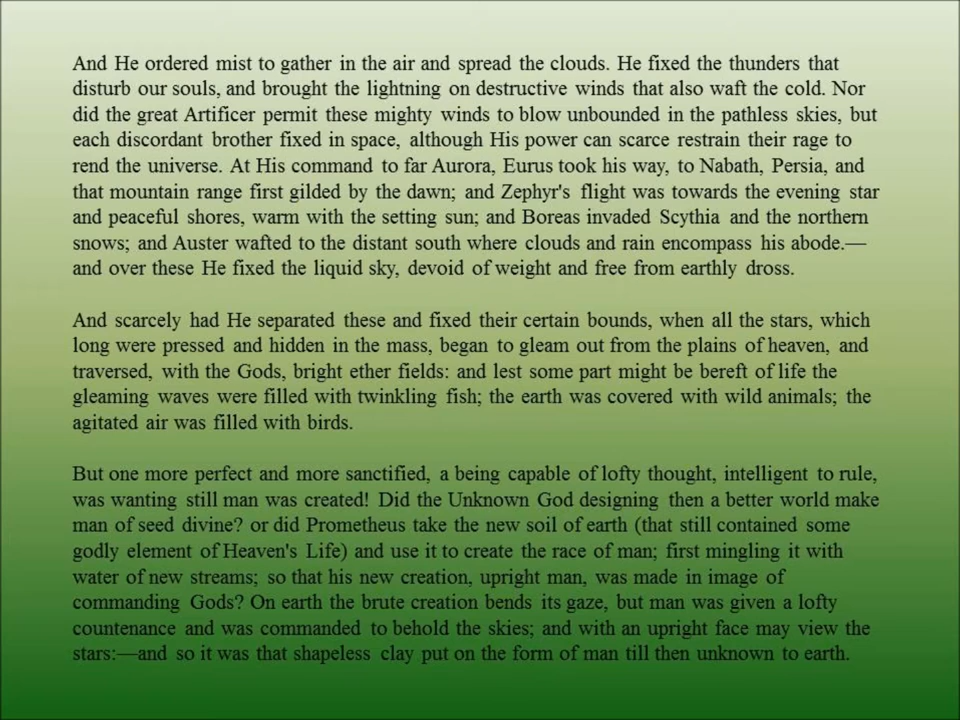 And He ordered mist to gather in the air and spread the clouds. He fixed the thunders that
disturb our souls, and brought the lightning on destructive winds that also waft the cold. Nor
did the great Artificer permit these mighty winds to blow unbounded in the pathless skies, but
each discordant brother fixed in space, although His power can scarce restrain their rage to
rend the universe. At His command to far Aurora, Eurus took his way, to Nabath, Persia, and
that mountain range first gilded by the dawn; and Zephyr's flight was towards the evening star
and peaceful shores, warm with the setting sun; and Boreas invaded Scythia and the northern
snows; and Auster wafted to the distant south where clouds and rain encompass his abode.—
and over these He fixed the liquid sky, devoid of weight and free from earthly dross.

And scarcely had He separated these and fixed their certain bounds, when all the stars, which
long were pressed and hidden in the mass, began to gleam out from the plains of heaven, and
traversed, with the Gods, bright ether fields: and lest some part might be bereft of life the
gleaming waves were filled with twinkling fish; the earth was covered with wild animals; the
agitated air was filled with birds.

But one more perfect and more sanctified, a being capable of lofty thought, intelligent to rule,
was wanting still man was created! Did the Unknown God designing then a better world make
man of seed divine? or did Prometheus take the new soil of earth (that still contained some
godly element of Heaven's Life) and use it to create the race of man; first mingling it with
water of new streams; so that his new creation, upright man, was made in image of
commanding Gods? On earth the brute creation bends its gaze, but man was given a lofty
countenance and was commanded to behold the skies; and with an upright face may view the
stars:—and so it was that shapeless clay put on the form of man till then unknown to earth.